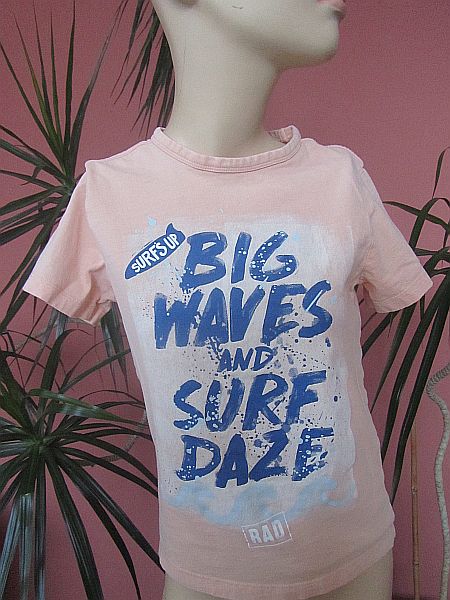 SURF'S UP
BIG
WAVES
AND
SURF
DAZE
RAD